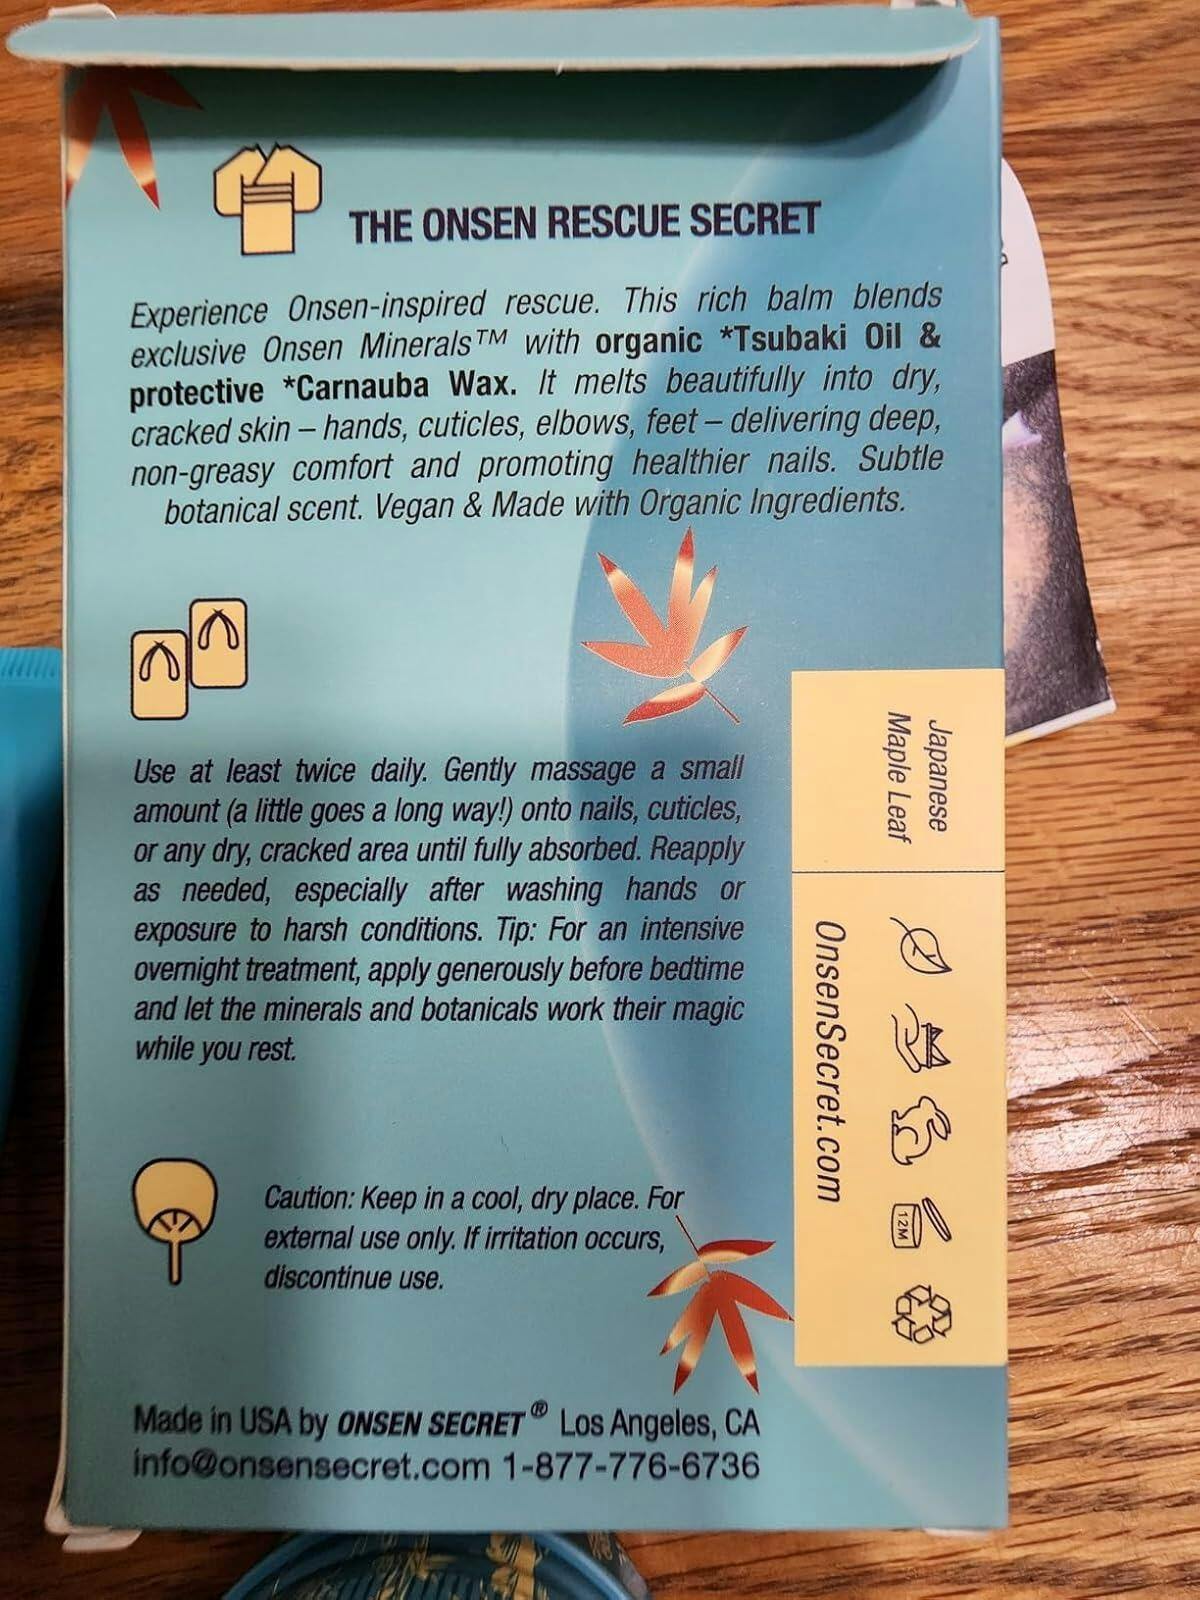 THE ONSEN RESCUE SECRET
Experience Onsen-inspired rescue. This rich balm blends
exclusive Onsen Minerals™ with organic *Tsubaki Oil &
protective *Carnauba Wax. It melts beautifully into dry,
cracked skin – hands, cuticles, elbows, feet – delivering deep,
non-greasy comfort and promoting healthier nails. Subtle
botanical scent. Vegan & Made with Organic Ingredients.
Use at least twice daily. Gently massage a small
amount (a little goes a long way!) onto nails, cuticles,
or any dry, cracked area until fully absorbed. Reapply
as needed, especially after washing hands or
exposure to harsh conditions. Tip: For an intensive
overnight treatment, apply generously before bedtime
and let the minerals and botanicals work their magic
while you rest.
Japanese
Maple Leaf
OnsenSecret.com
12M
Caution: Keep in a cool, dry place. For
external use only. If irritation occurs,
discontinue use.
Made in USA by ONSEN SECRET® Los Angeles, CA
info@onsensecret.com 1-877-776-6736